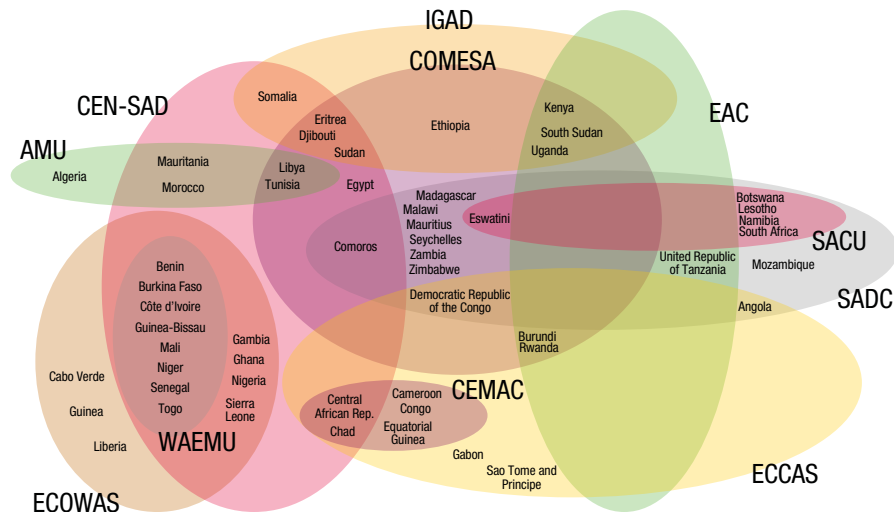 IGAD
COMESA
CEN-SAD
EAC
AMU
Somalia
Eritrea
Djibouti
Sudan
Ethiopia
Kenya
South Sudan
Uganda
Algeria
Mauritania
Morocco
Libya
Tunisia
Egypt
Madagascar
Malawi
Mauritius
Seychelles
Zambia
Zimbabwe
Comoros
Eswatini
Botswana
Lesotho
Namibia
South Africa
SACU
United Republic
of Tanzania
Mozambique
SADC
Democratic Republic
of the Congo
Angola
Burundi
Rwanda
Benin
Burkina Faso
Côte d'Ivoire
Guinea-Bissau
Mali
Niger
Senegal
Togo
Gambia
Ghana
Nigeria
Sierra
Leone
Cabo Verde
Guinea
Liberia
WAEMU
ECOWAS
CEMAC
Central
African Rep.
Chad
Cameroon
Congo
Equatorial
Guinea
Gabon
Sao Tome and
Principe
ECCAS